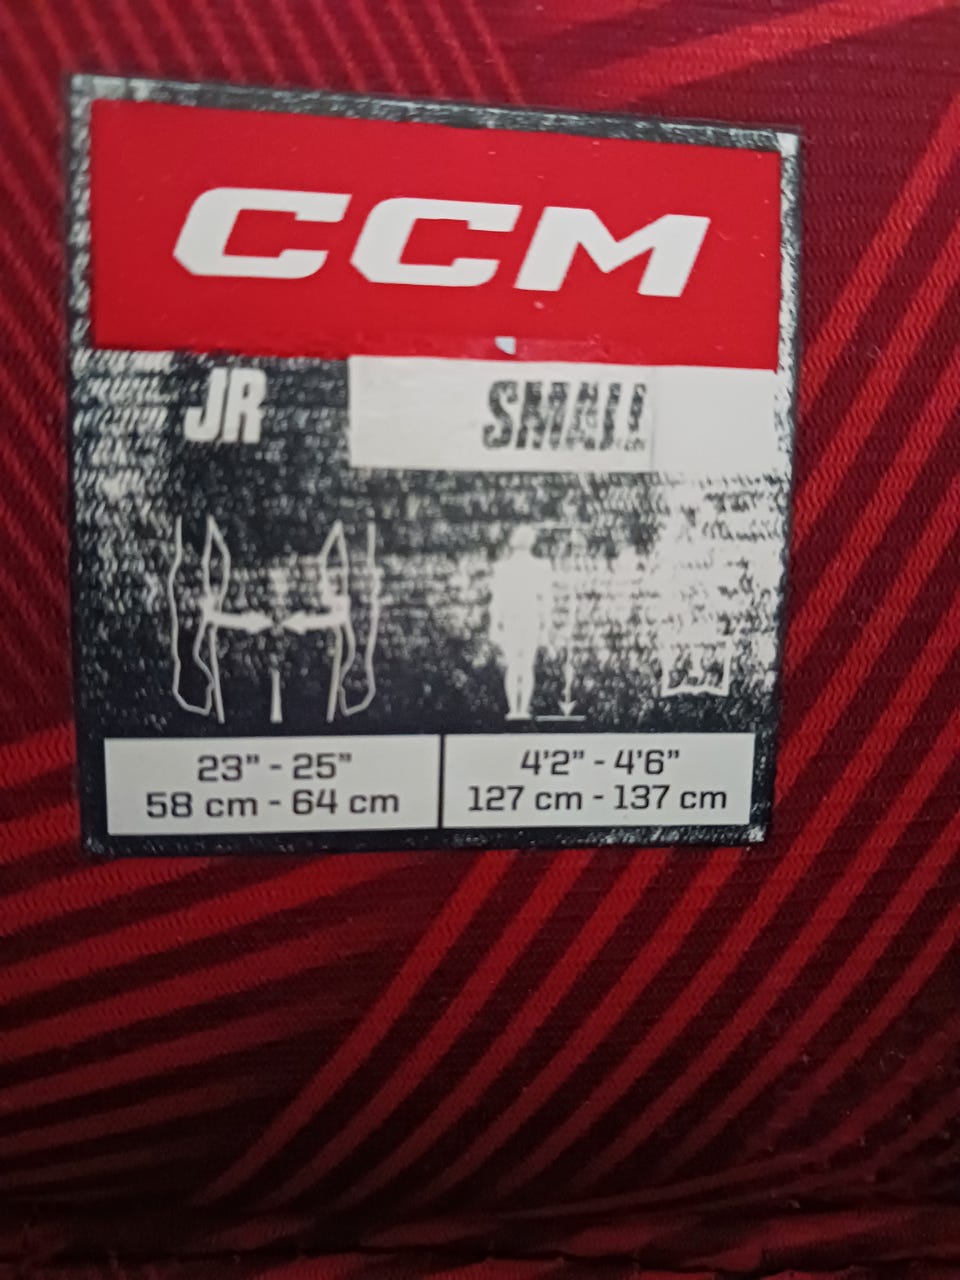 CCM
JR
SMALL
23" - 25"
58 cm - 64 cm
4'2" - 4'6"
127 cm - 137 cm